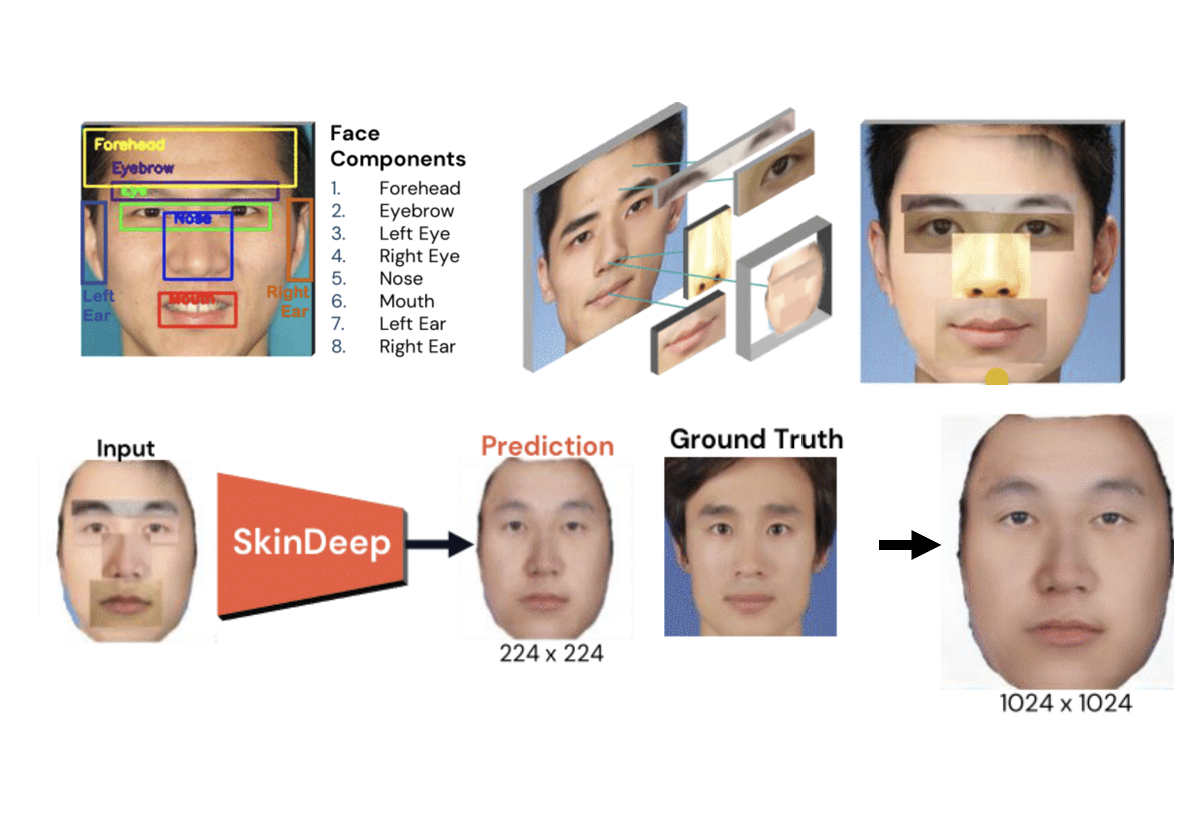 Forehead
Eyebrow
Eye
Nose
Mouth
Left
Ear
Right
Ear
Face
Components
1. Forehead
2. Eyebrow
3. Left Eye
4. Right Eye
5. Nose
6. Mouth
7. Left Ear
8. Right Ear
Input
SkinDeep
Prediction
224 x 224
Ground Truth
1024 x 1024